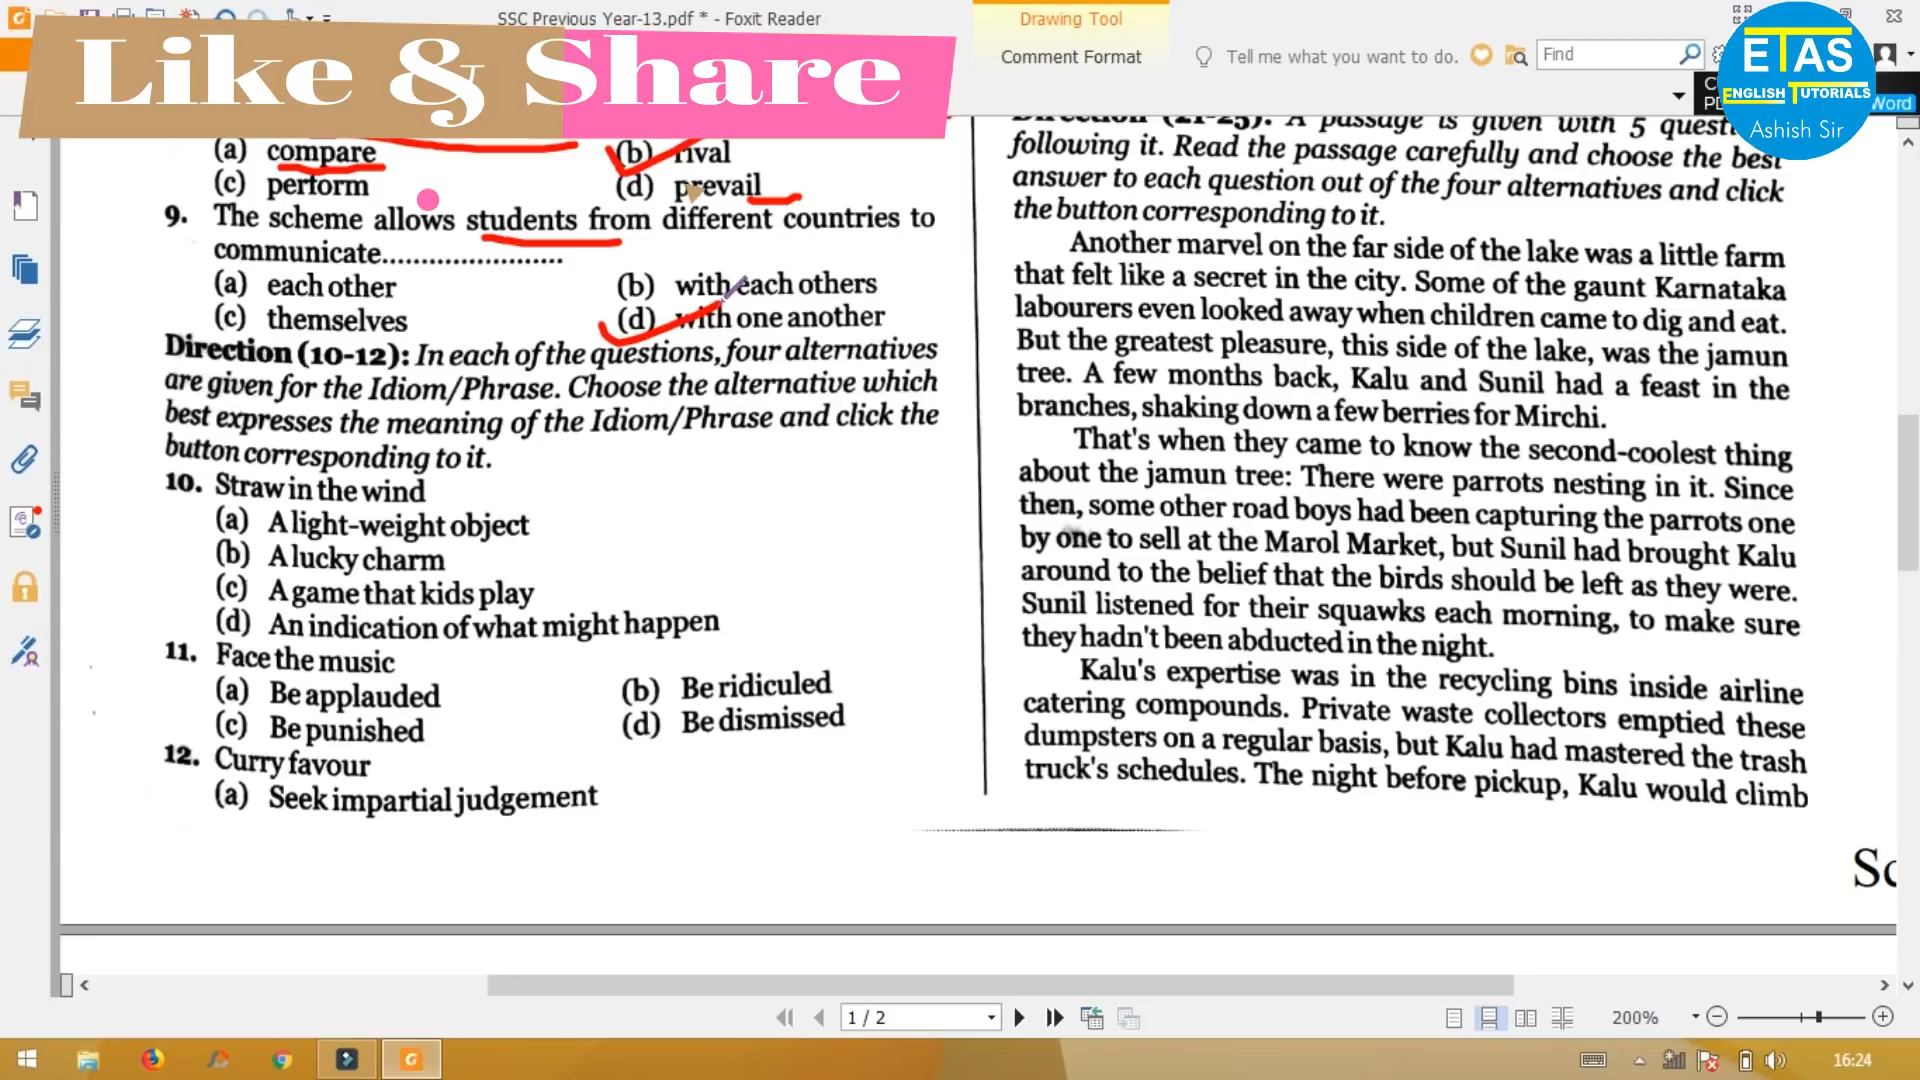 SSC Previous Year-13.pdf * - Foxit Reader
Drawing Tool
Comment Format
Tell me what you want to do.
Find
Like & Share
ETAS
ENGLISH TUTORIALS
Ashish Sir
Word
(a) compare (b) rival
(c) perform (d) prevail
9. The scheme allows students from different countries to
communicate......................
(a) each other (b) with each others
(c) themselves (d) with one another
Direction (10-12): In each of the questions, four alternatives
are given for the Idiom/Phrase. Choose the alternative which
best expresses the meaning of the Idiom/Phrase and click the
button corresponding to it.
10. Straw in the wind
(a) A light-weight object
(b) A lucky charm
(c) A game that kids play
(d) An indication of what might happen
11. Face the music
(a) Be applauded (b) Be ridiculed
(c) Be punished (d) Be dismissed
12. Curry favour
(a) Seek impartial judgement
Direction (21-25): A passage is given with 5
following it. Read the passage carefully and choose the best
answer to each question out of the four alternatives and click
the button corresponding to it.
Another marvel on the far side of the lake was a little farm
that felt like a secret in the city. Some of the gaunt Karnataka
labourers even looked away when children came to dig and eat.
But the greatest pleasure, this side of the lake, was the jamun
tree. A few months back, Kalu and Sunil had a feast in the
branches, shaking down a few berries for Mirchi.
That's when they came to know the second-coolest thing
about the jamun tree: There were parrots nesting in it. Since
then, some other road boys had been capturing the parrots one
by one to sell at the Marol Market, but Sunil had brought Kalu
around to the belief that the birds should be left as they were.
Sunil listened for their squawks each morning, to make sure
they hadn't been abducted in the night.
Kalu's expertise was in the recycling bins inside airline
catering compounds. Private waste collectors emptied these
dumpsters on a regular basis, but Kalu had mastered the trash
truck's schedules. The night before pickup, Kalu would climb
Sc
1 / 2
200%
16:24